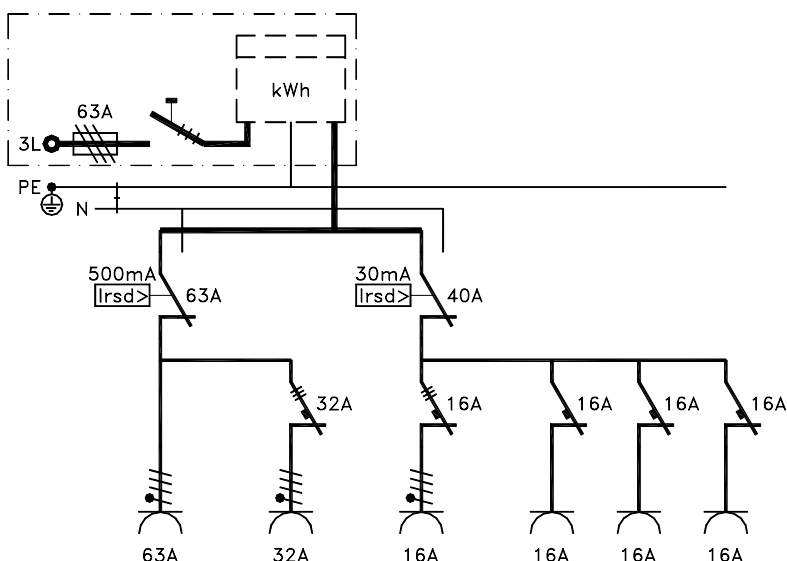 kWh
63A
3L
PE
N
500mA 30mA
Irsd> 63A Irsd> 40A
32A 16A 16A 16A 16A
63A 32A 16A 16A 16A 16A